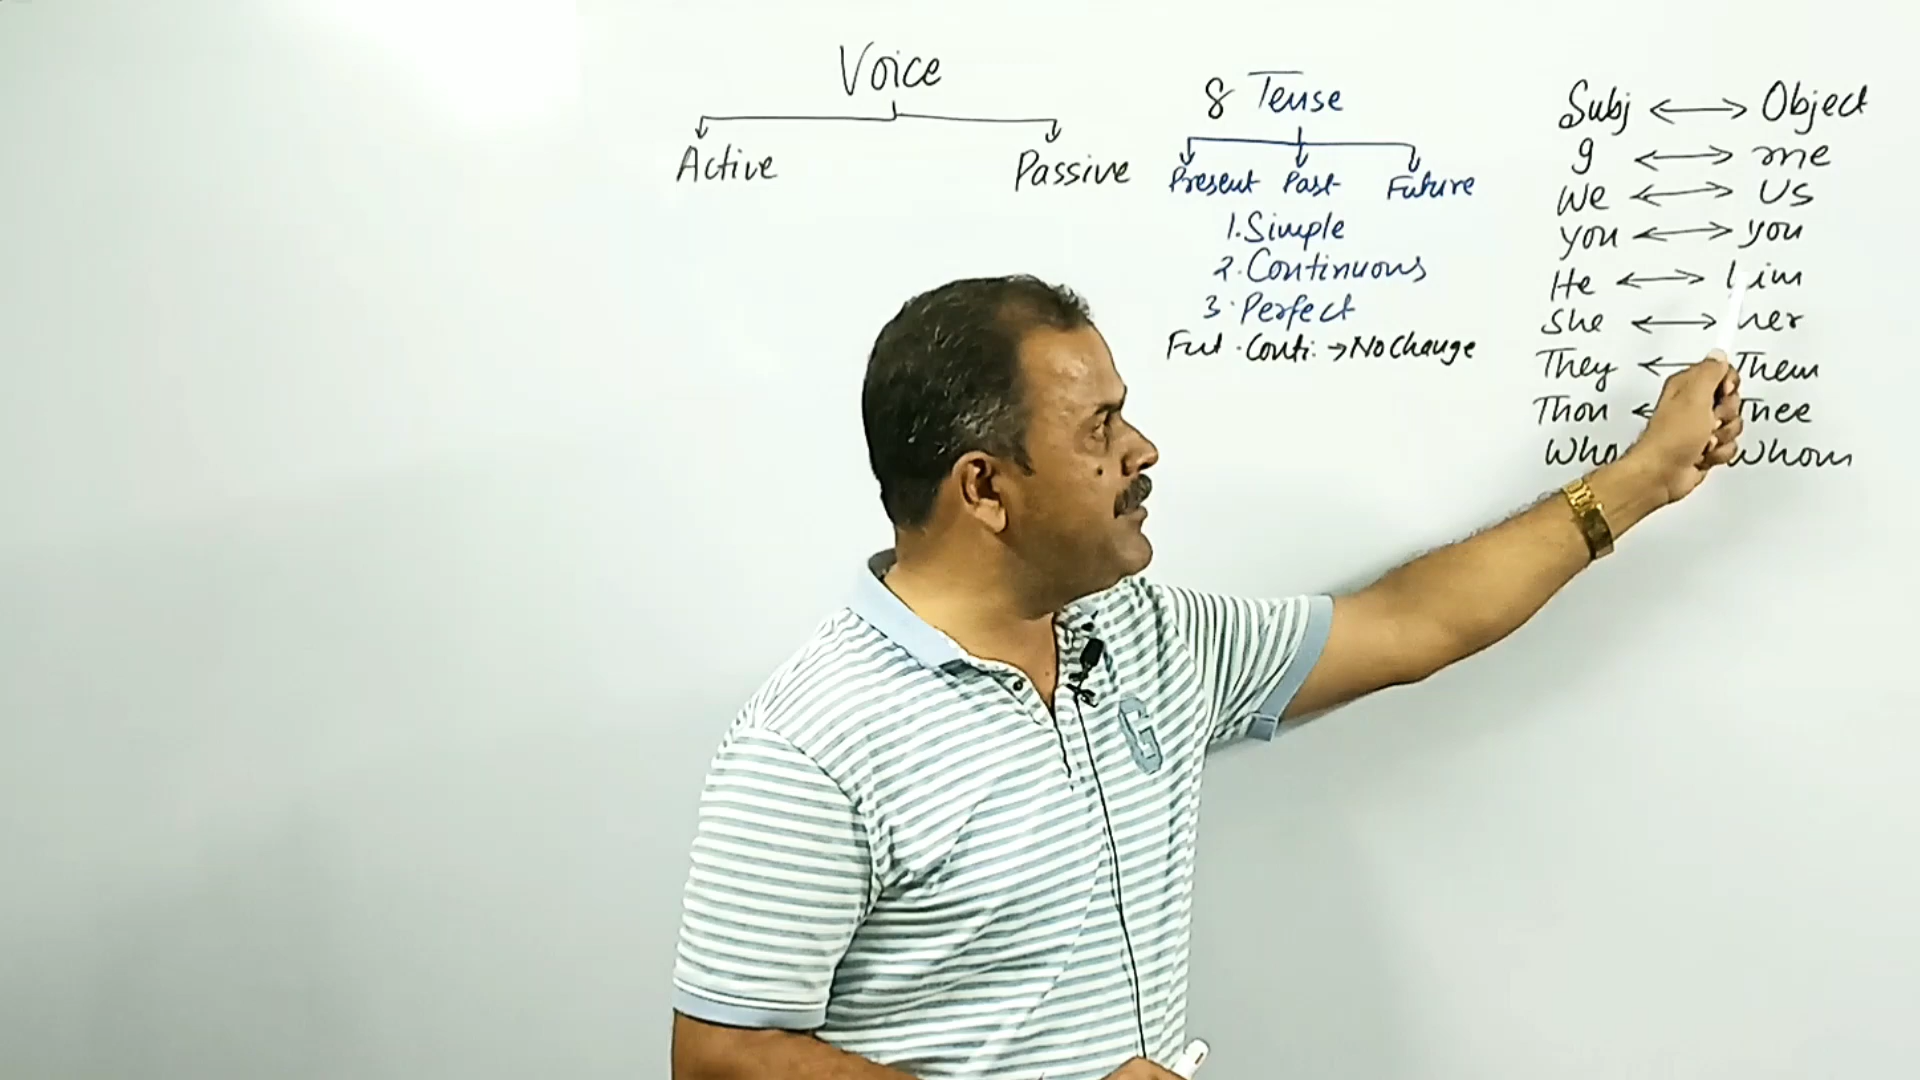 Voice
Active Passive
8 Tense
Present Past Future
1. Simple
2. Continuous
3. Perfect
Fut. Conti: → No Change
Subj ↔ Object
I ↔ me
We ↔ us
you ↔ you
He ↔ him
She ↔ her
They ↔ Them
Thou ↔ Thee
Who Whom
G